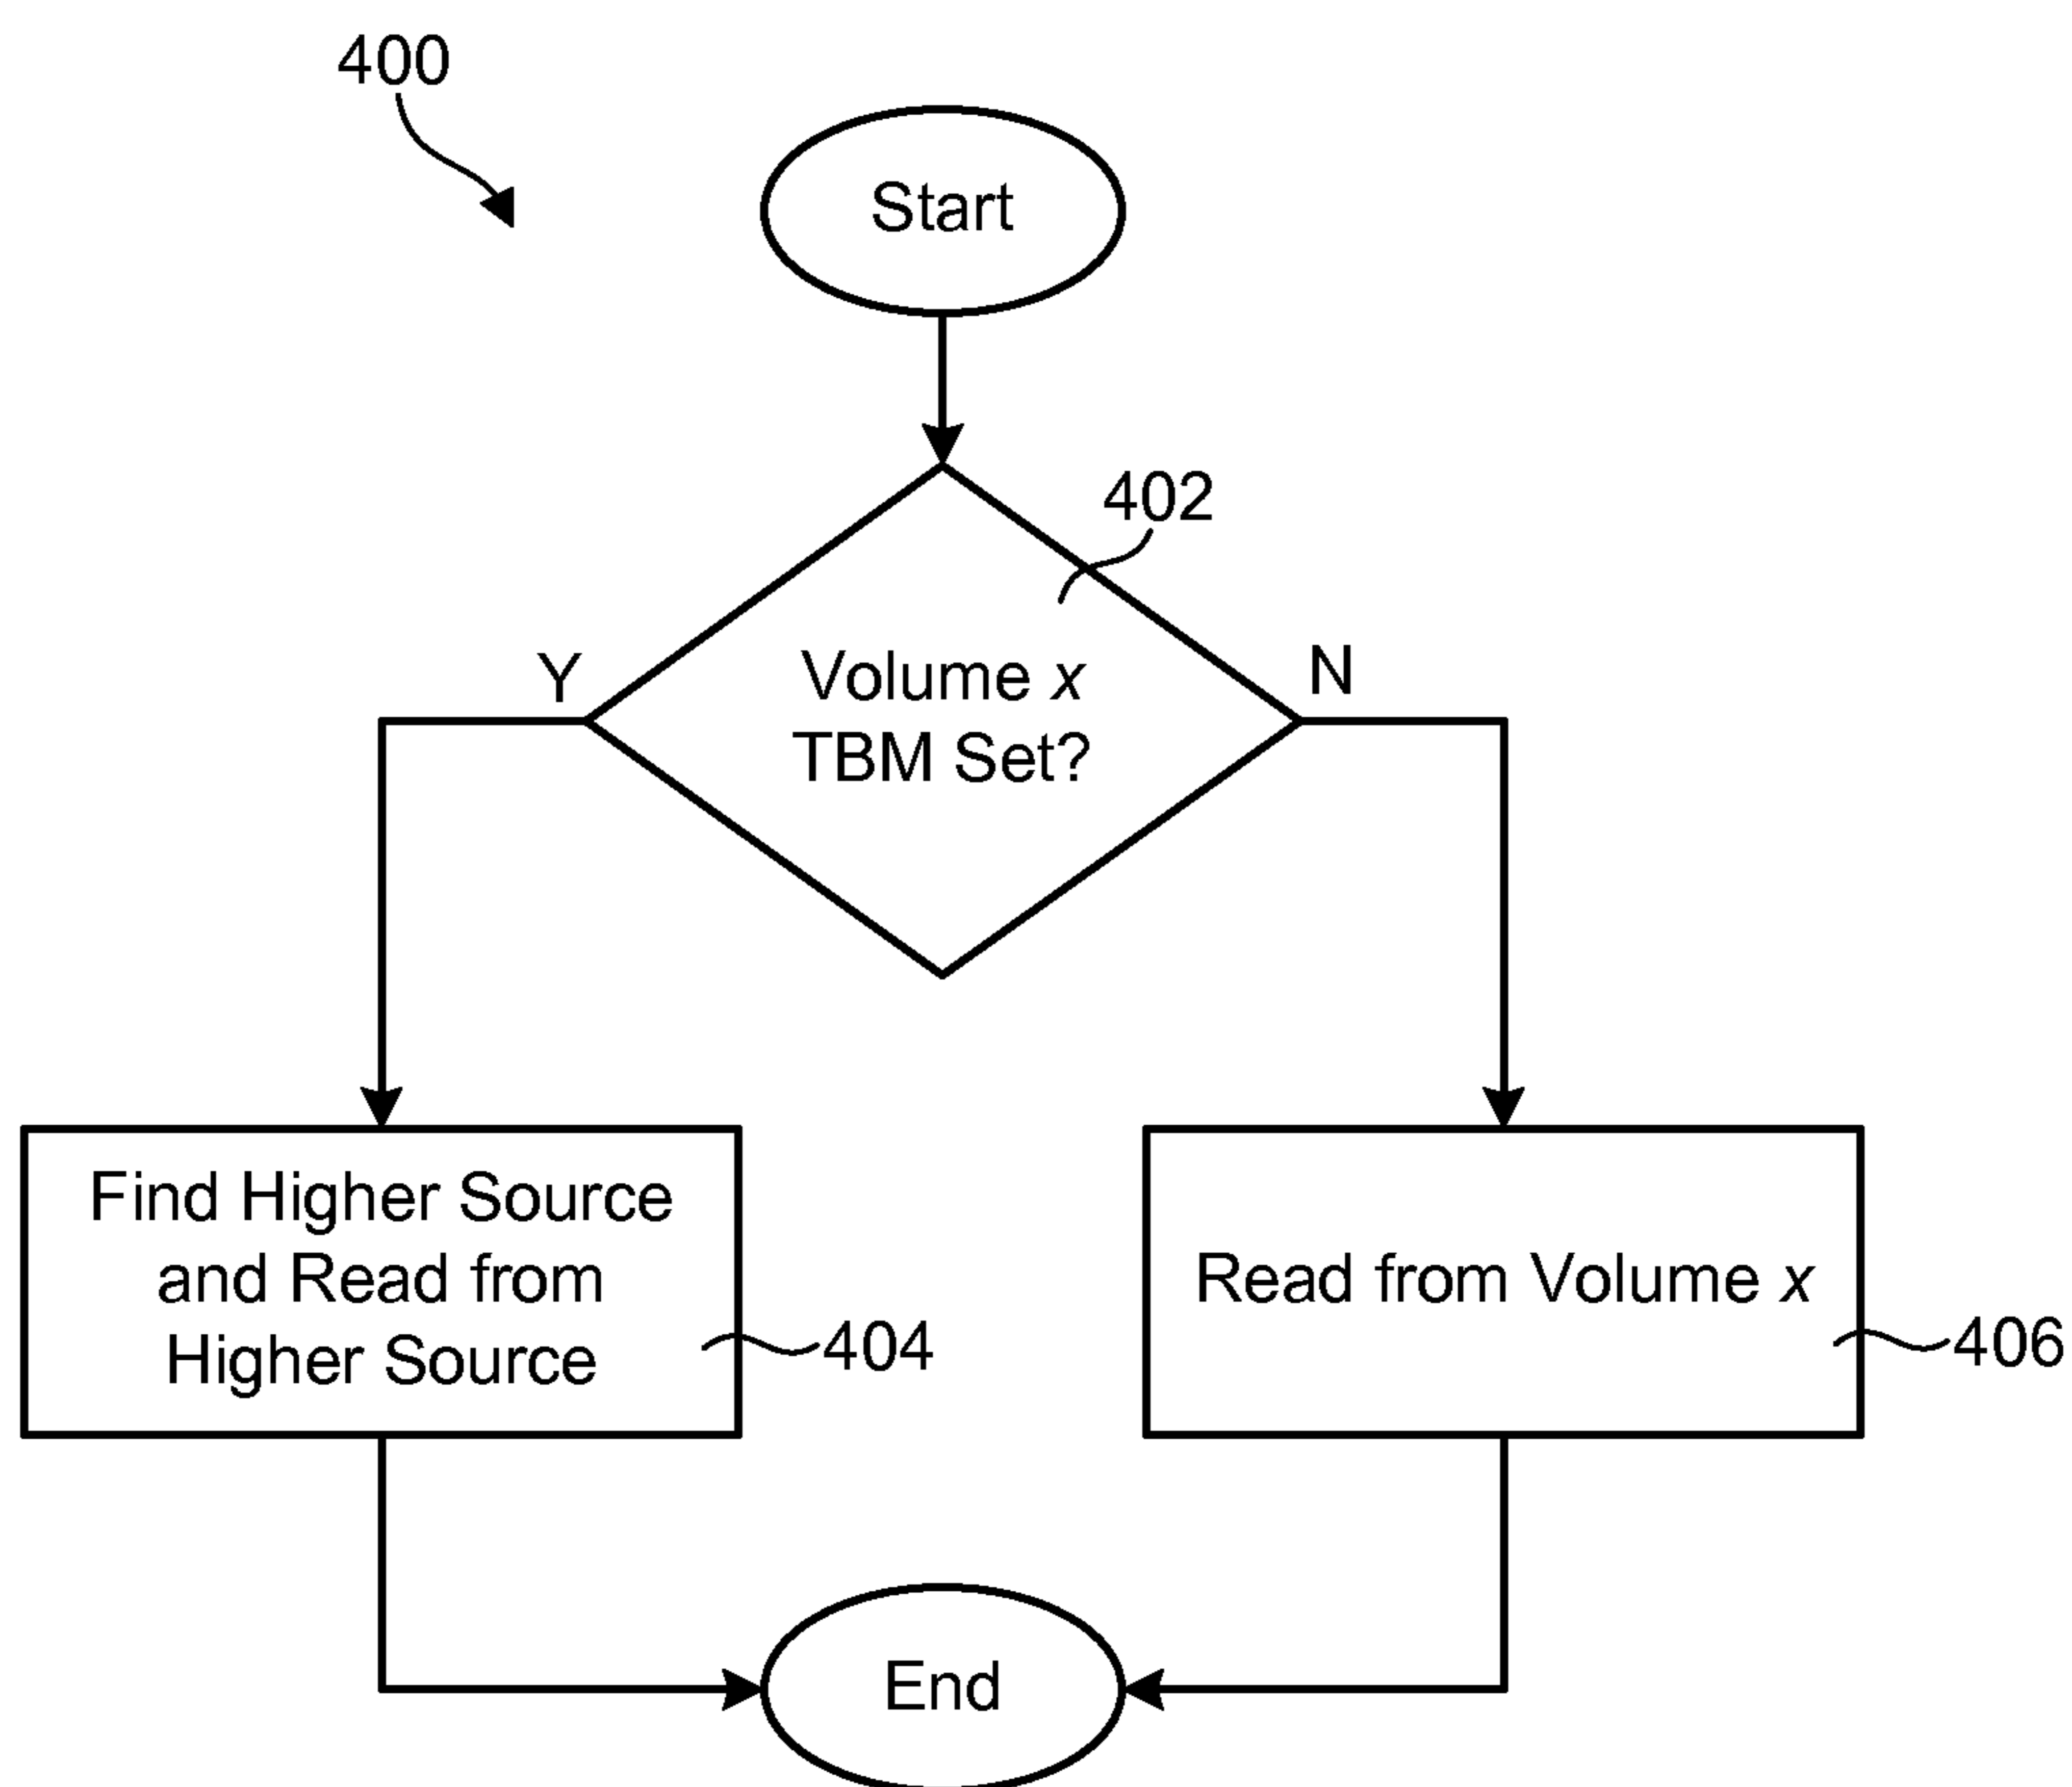 400
Start
402
Y
Volume x
TBM Set?
N
Find Higher Source
and Read from
Higher Source
404
Read from Volume x
406
End